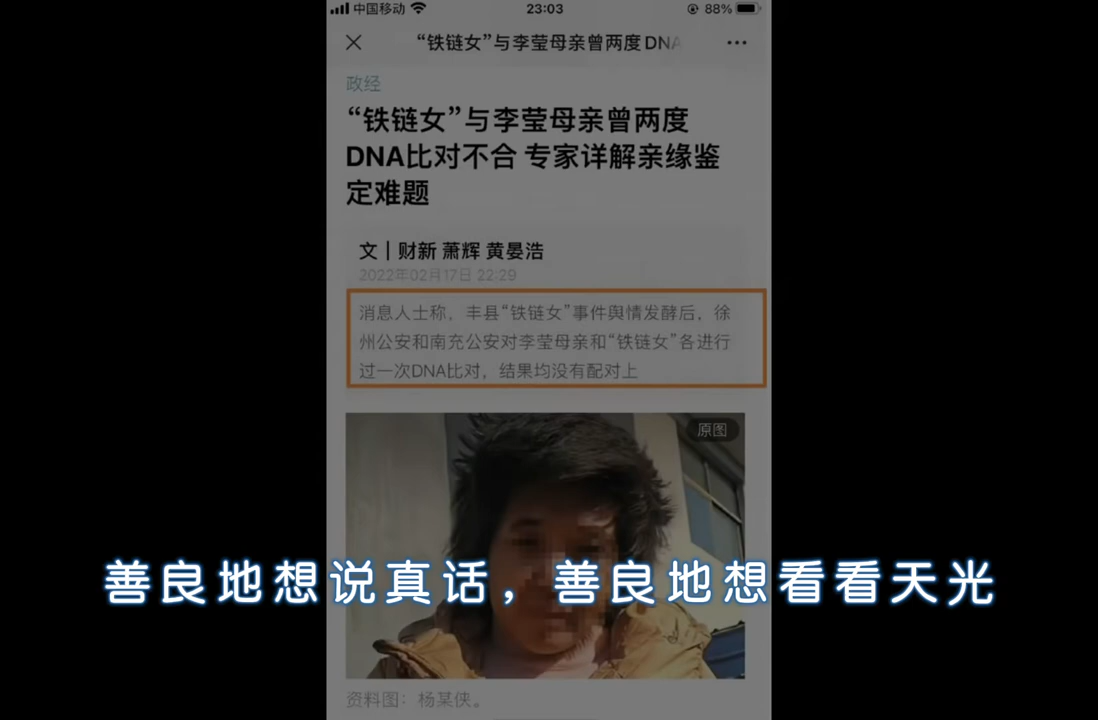 中国移动
23:03
88%
“铁链女”与李莹母亲曾两度DNA
政经
“铁链女”与李莹母亲曾两度
DNA比对不合 专家详解亲缘鉴
定难题
文｜财新 萧辉 黄晏浩
2022年02月17日 22:29
消息人士称，丰县“铁链女”事件舆情发酵后，徐
州公安和南充公安对李莹母亲和“铁链女”各进行
过一次DNA比对，结果均没有配对上
原图
善良地想说真话，善良地想看看天光
资料图：杨某侠。